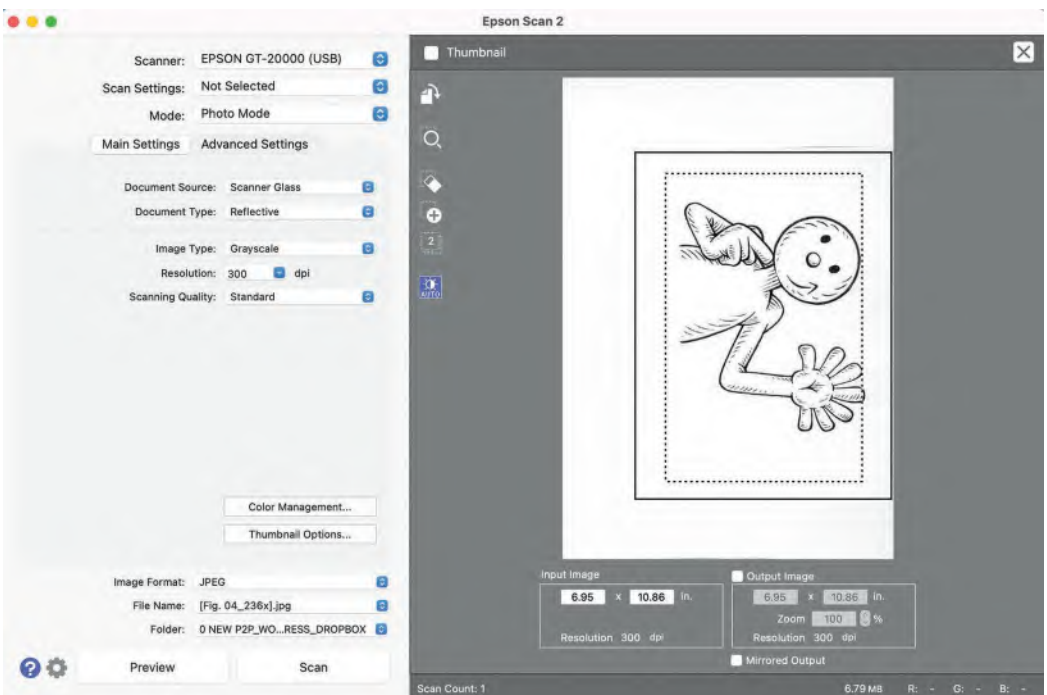 Epson Scan 2
Scanner: EPSON GT-20000 (USB)
Scan Settings: Not Selected
Mode: Photo Mode
Main Settings Advanced Settings
Document Source: Scanner Glass
Document Type: Reflective
Image Type: Grayscale
Resolution: 300 dpi
Scanning Quality: Standard
Color Management...
Thumbnail Options...
Image Format: JPEG
File Name: [Fig. 04_236x].jpg
Folder: 0 NEW P2P_WO...RESS_DROPBOX
?
Preview Scan
Thumbnail
2
AUTO
Input Image
6.95 x 10.86 in.
Resolution 300 dpi
Output Image
6.95 x 10.86 in.
Zoom 100 %
Resolution 300 dpi
Mirrored Output
Scan Count: 1 6.79 MB R: - G: - B: -